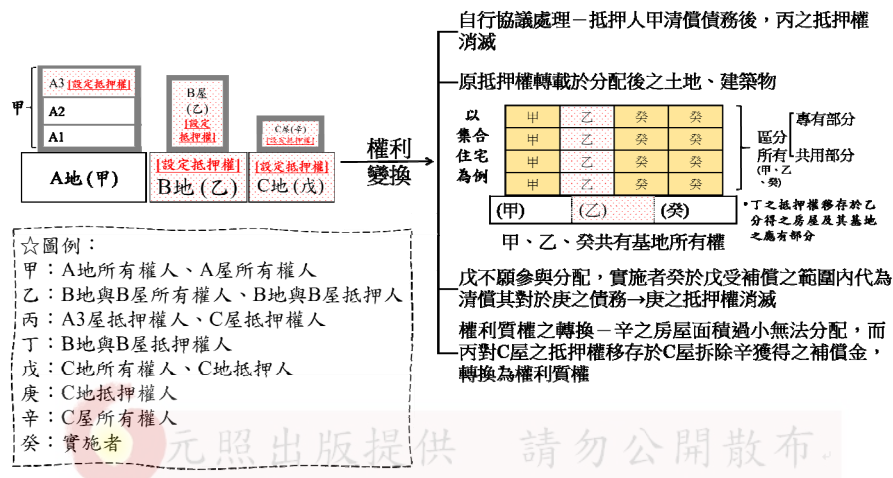 自行協議處理－抵押人甲清償債務後，丙之抵押權
消滅
原抵押權轉載於分配後之土地、建築物
甲
A3 [設定抵押權]
A2
A1
A地(甲)
B屋
(乙)
[設定
抵押權]
[設定抵押權]
B地(乙)
C屋(辛)
[設定抵押權]
[設定抵押權]
C地(戊)
權利
變換
以
集合
住宅
為例
甲 乙 癸 癸
甲 乙 癸 癸
甲 乙 癸 癸
甲 乙 癸 癸
(甲) (乙) (癸)
甲、乙、癸共有基地所有權
區分
所有
(甲、乙
、癸)
專有部分
共用部分
•丁之抵押權移存於乙
分得之房屋及其基地
之應有部分
戊不願參與分配，實施者癸於戊受補償之範圍內代為
清償其對於庚之債務→庚之抵押權消滅
權利質權之轉換－辛之房屋面積過小無法分配，而
丙對C屋之抵押權移存於C屋拆除辛獲得之補償金，
轉換為權利質權
☆圖例：
甲：A地所有權人、A屋所有權人
乙：B地與B屋所有權人、B地與B屋抵押人
丙：A3屋抵押權人、C屋抵押權人
丁：B地與B屋抵押權人
戊：C地所有權人、C地抵押人
庚：C地抵押權人
辛：C屋所有權人
癸：實施者
元照出版提供 請勿公開散布。